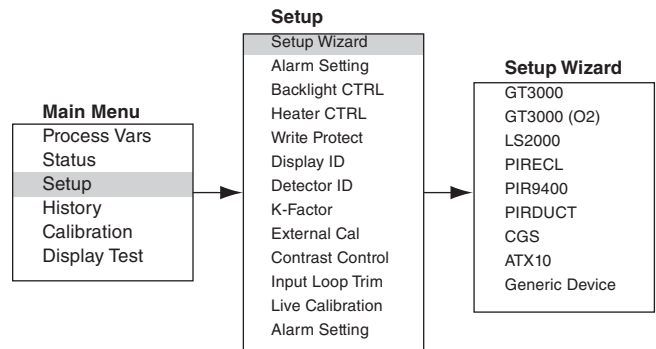 Main Menu
Process Vars
Status
Setup
History
Calibration
Display Test
Setup
Setup Wizard
Alarm Setting
Backlight CTRL
Heater CTRL
Write Protect
Display ID
Detector ID
K-Factor
External Cal
Contrast Control
Input Loop Trim
Live Calibration
Alarm Setting
Setup Wizard
GT3000
GT3000 (O2)
LS2000
PIRECL
PIR9400
PIRDUCT
CGS
ATX10
Generic Device